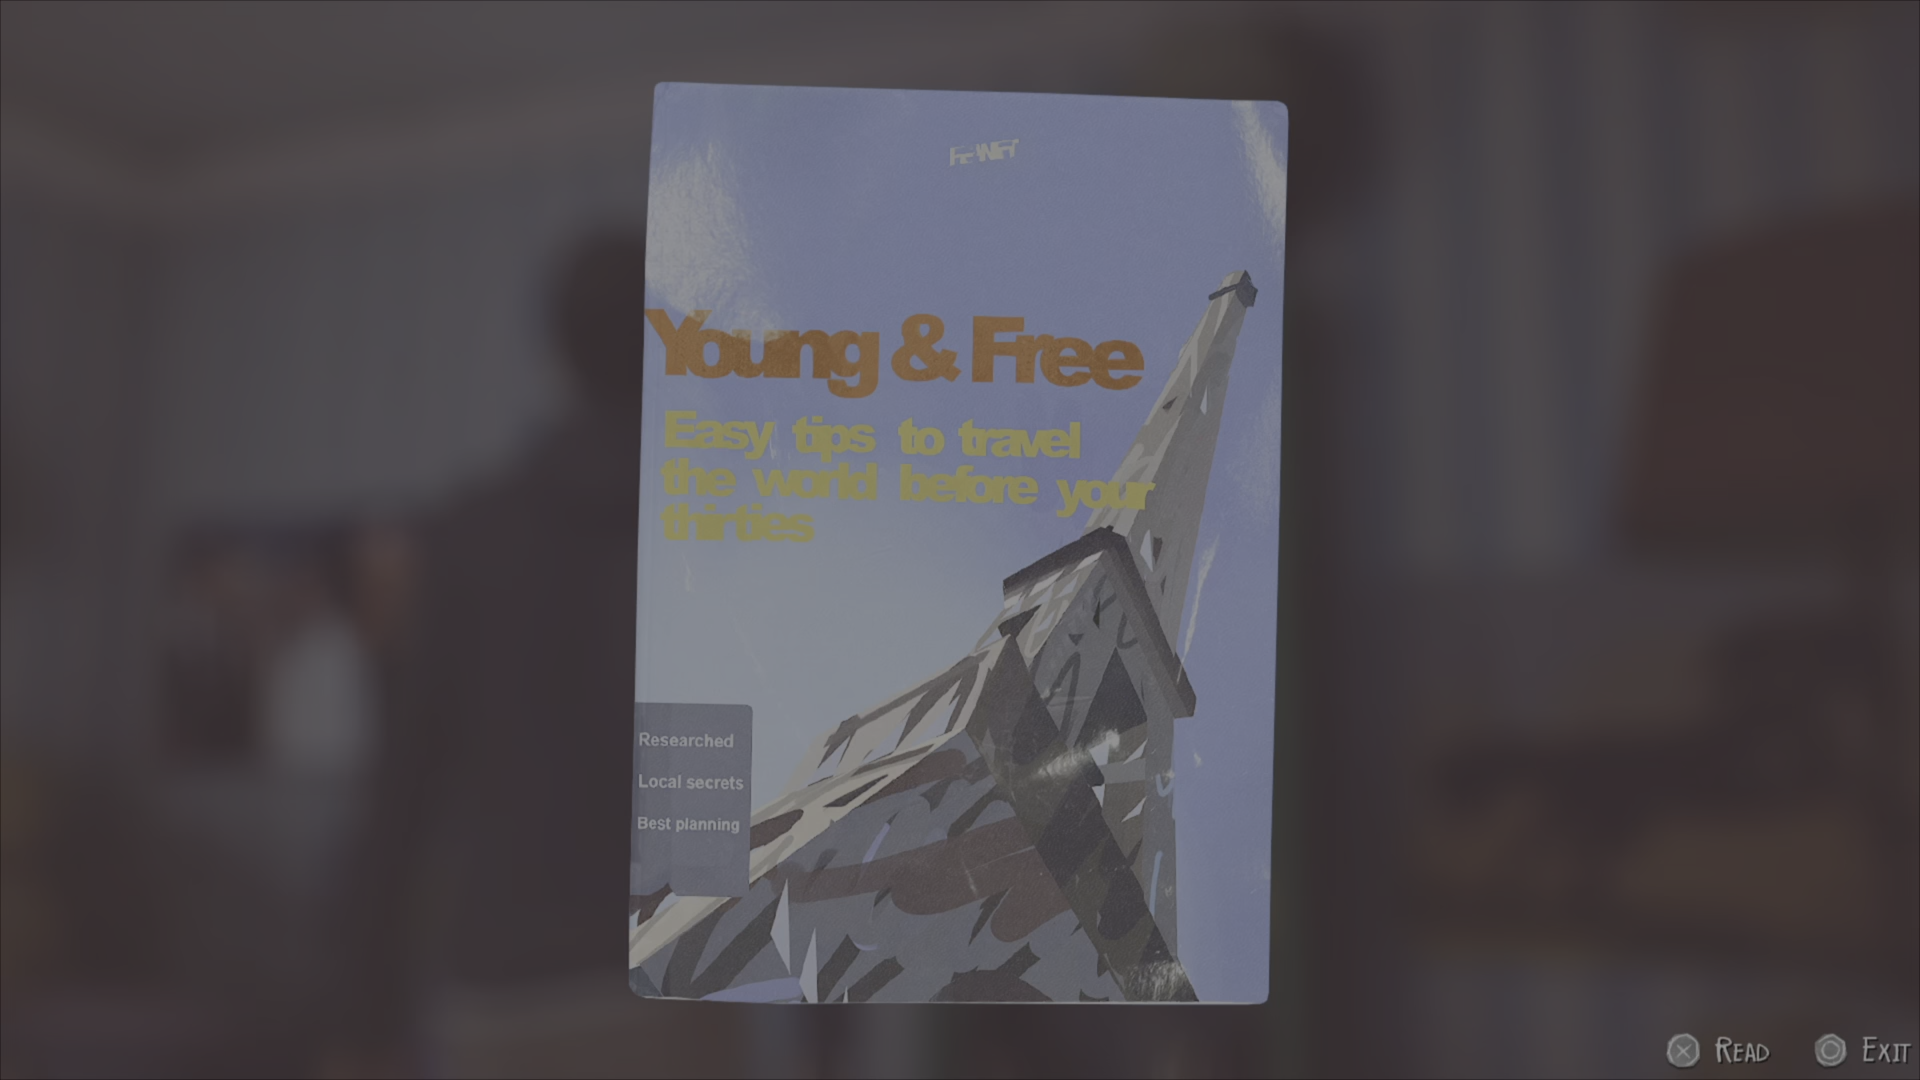 Young & Free
Easy tips to travel
the world before your
thirties
Researched
Local secrets
Best planning
READ
EXIT